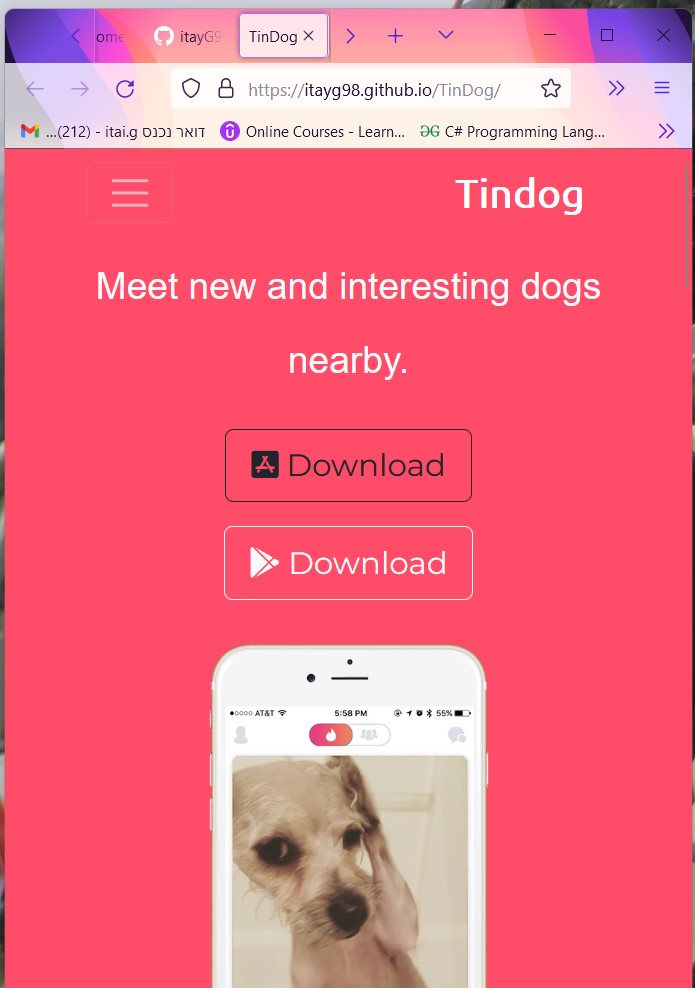 ome
itayG9
TinDog
https://itayg98.github.io/TinDog/
דואר נכנס (212) - itai.g...
Online Courses - Learn...
C# Programming Lang...
Tindog
Meet new and interesting dogs
nearby.
Download
Download
AT&T
5:58 PM
55%